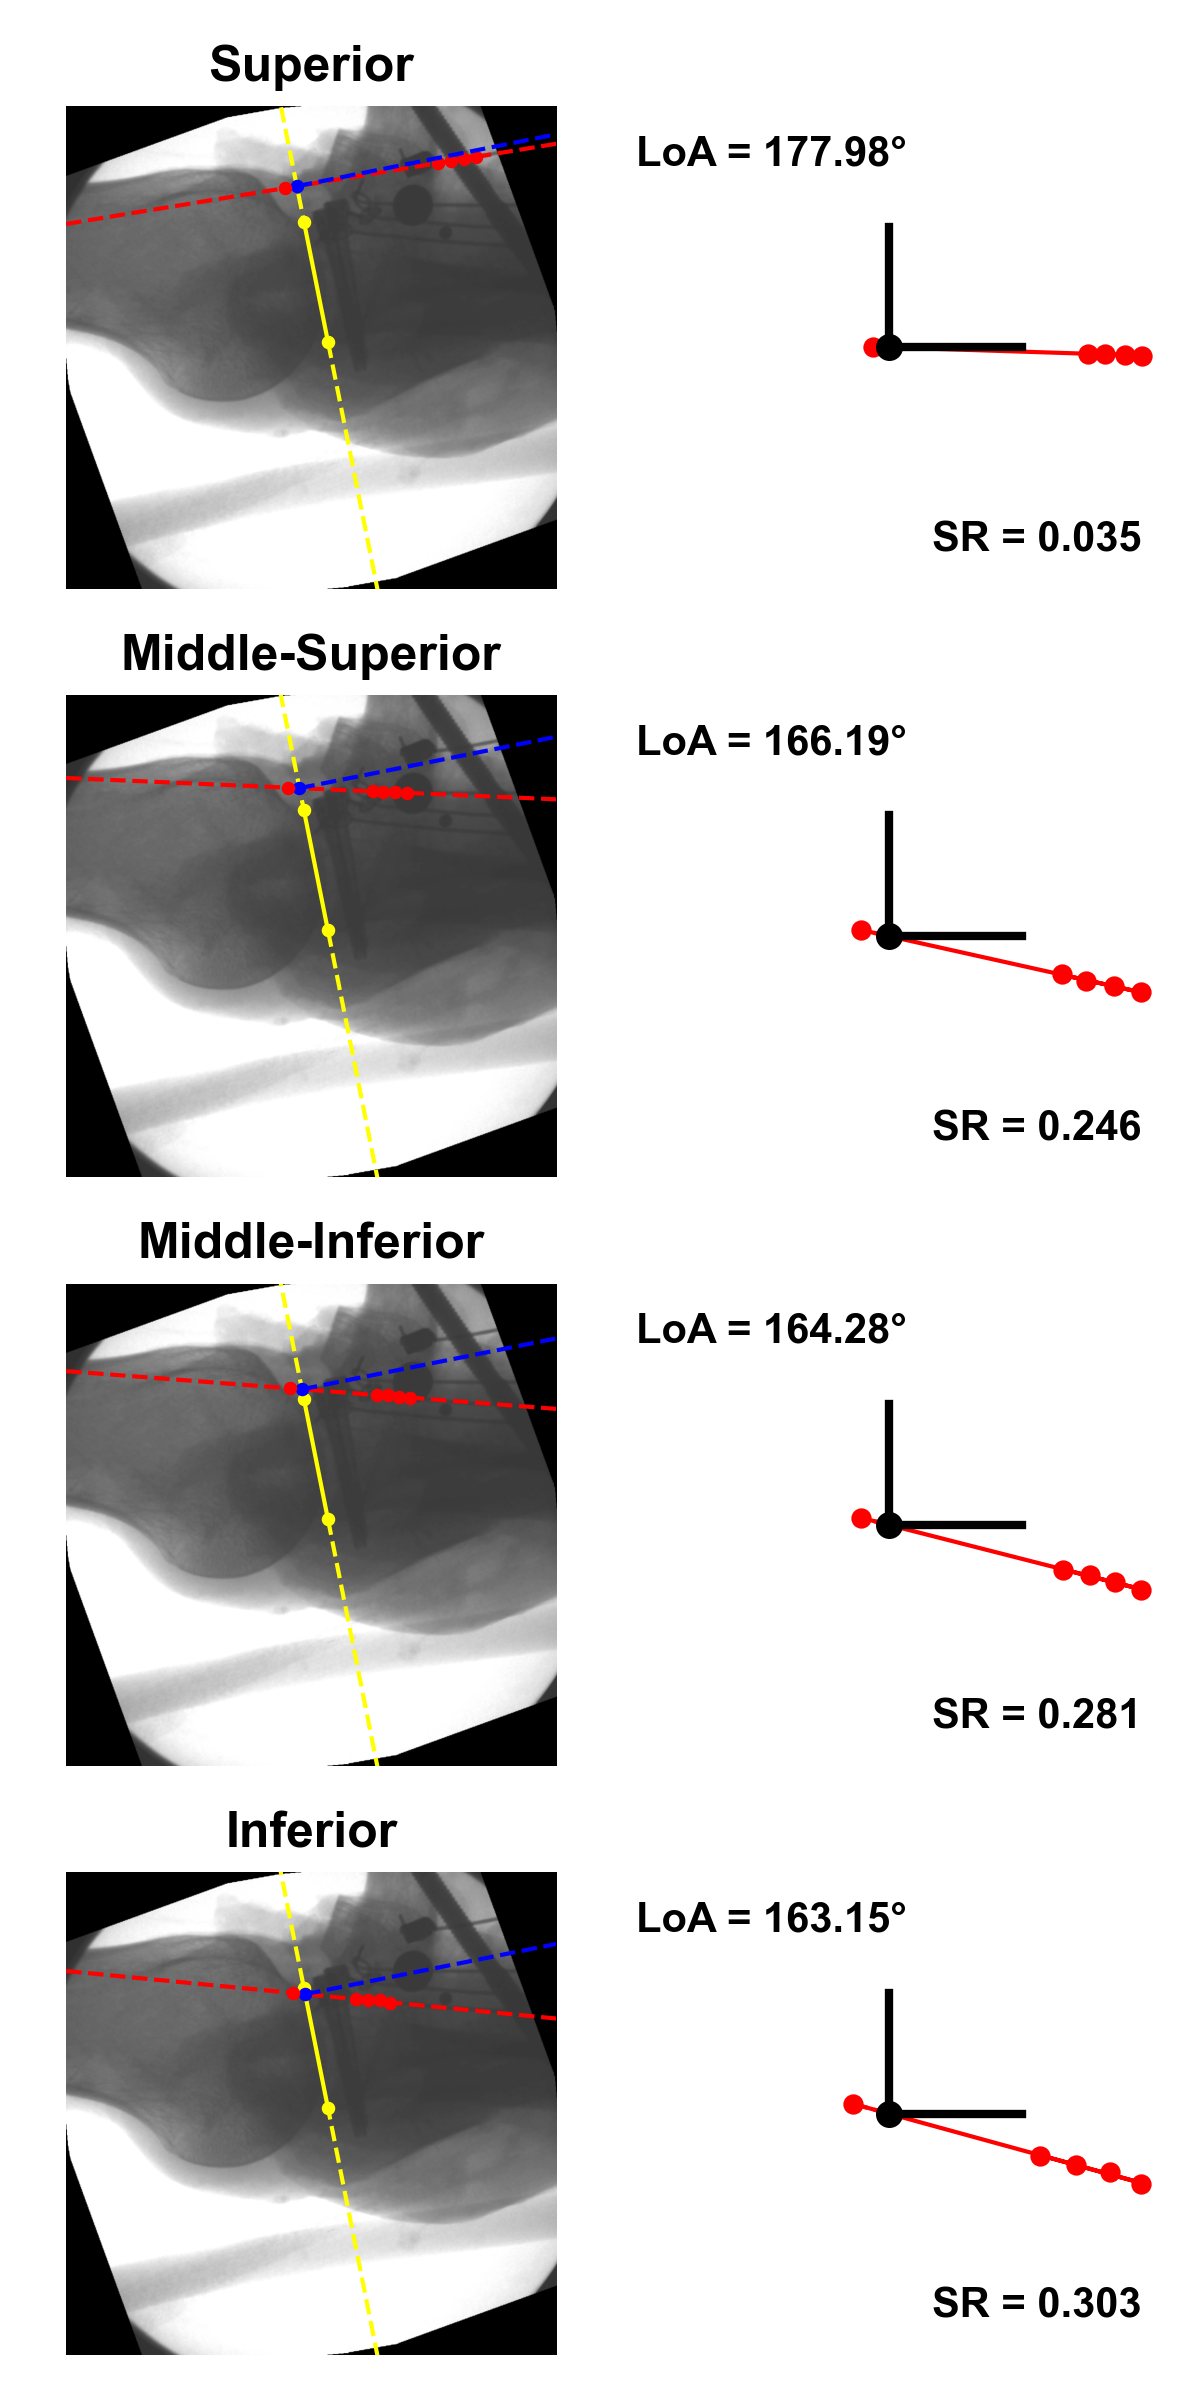 Superior
LoA = 177.98°
SR = 0.035
Middle-Superior
LoA = 166.19°
SR = 0.246
Middle-Inferior
LoA = 164.28°
SR = 0.281
Inferior
LoA = 163.15°
SR = 0.303